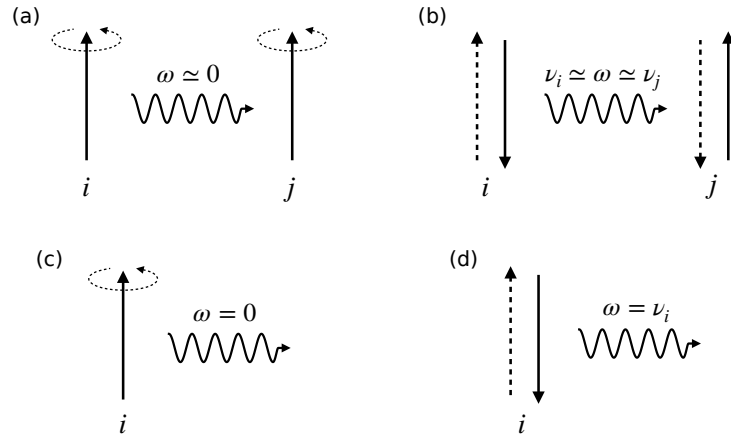 (a)
ω ≃ 0
i
j
(b)
ν_i ≃ ω ≃ ν_j
i
j
(c)
ω = 0
i
(d)
ω = ν_i
i